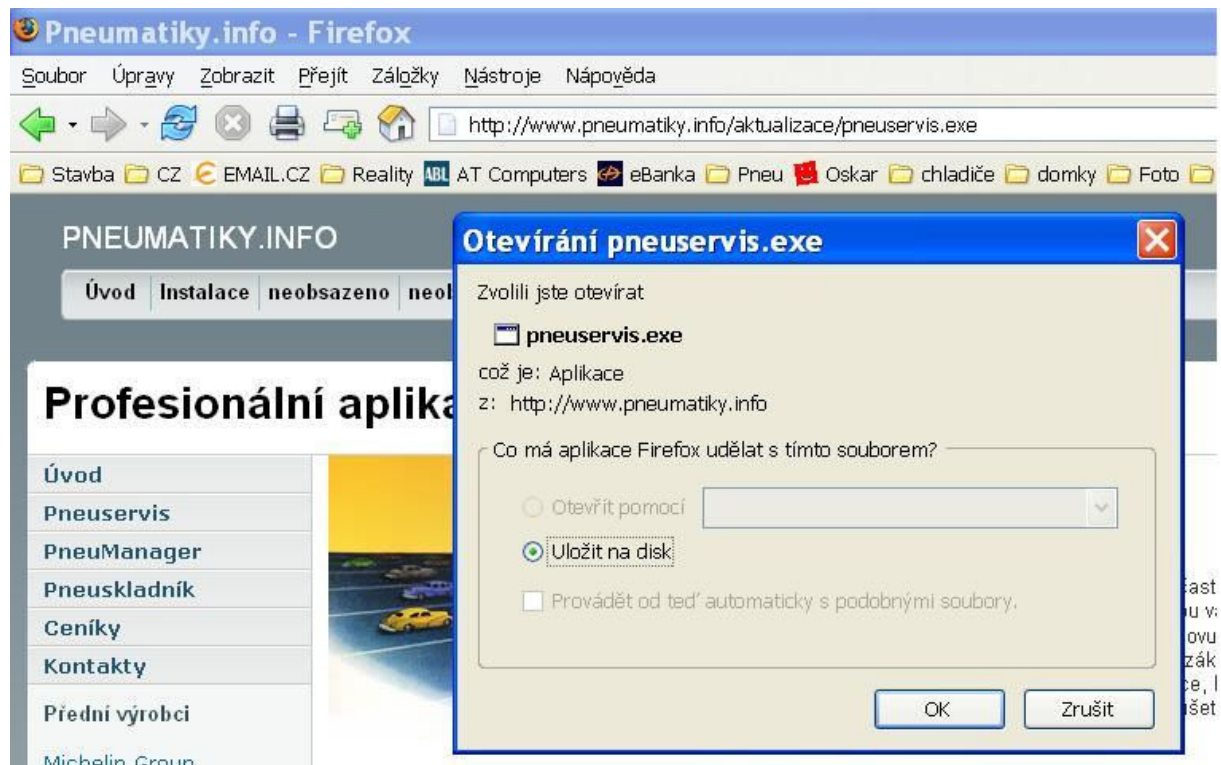 Pneumatiky.info - Firefox
Soubor Úpravy Zobrazit Přejít Záložky Nástroje Nápověda
http://www.pneumatiky.info/aktualizace/pneuservis.exe
Stavba CZ EMAIL.CZ Reality ABL AT Computers eBanka Pneu Oskar chladiče domky Foto
PNEUMATIKY.INFO
Úvod Instalace neobsazeno neob
Profesionální aplika
Úvod
Pneuservis
PneuManager
Pneuskladník
Ceníky
Kontakty
Přední výrobci
Michelin Group
Otevírání pneuservis.exe
Zvolili jste otevírat
pneuservis.exe
což je: Aplikace
z: http://www.pneumatiky.info
Co má aplikace Firefox udělat s tímto souborem?
Otevřít pomocí
Uložit na disk
Provádět od teď automaticky s podobnými soubory.
OK Zrušit